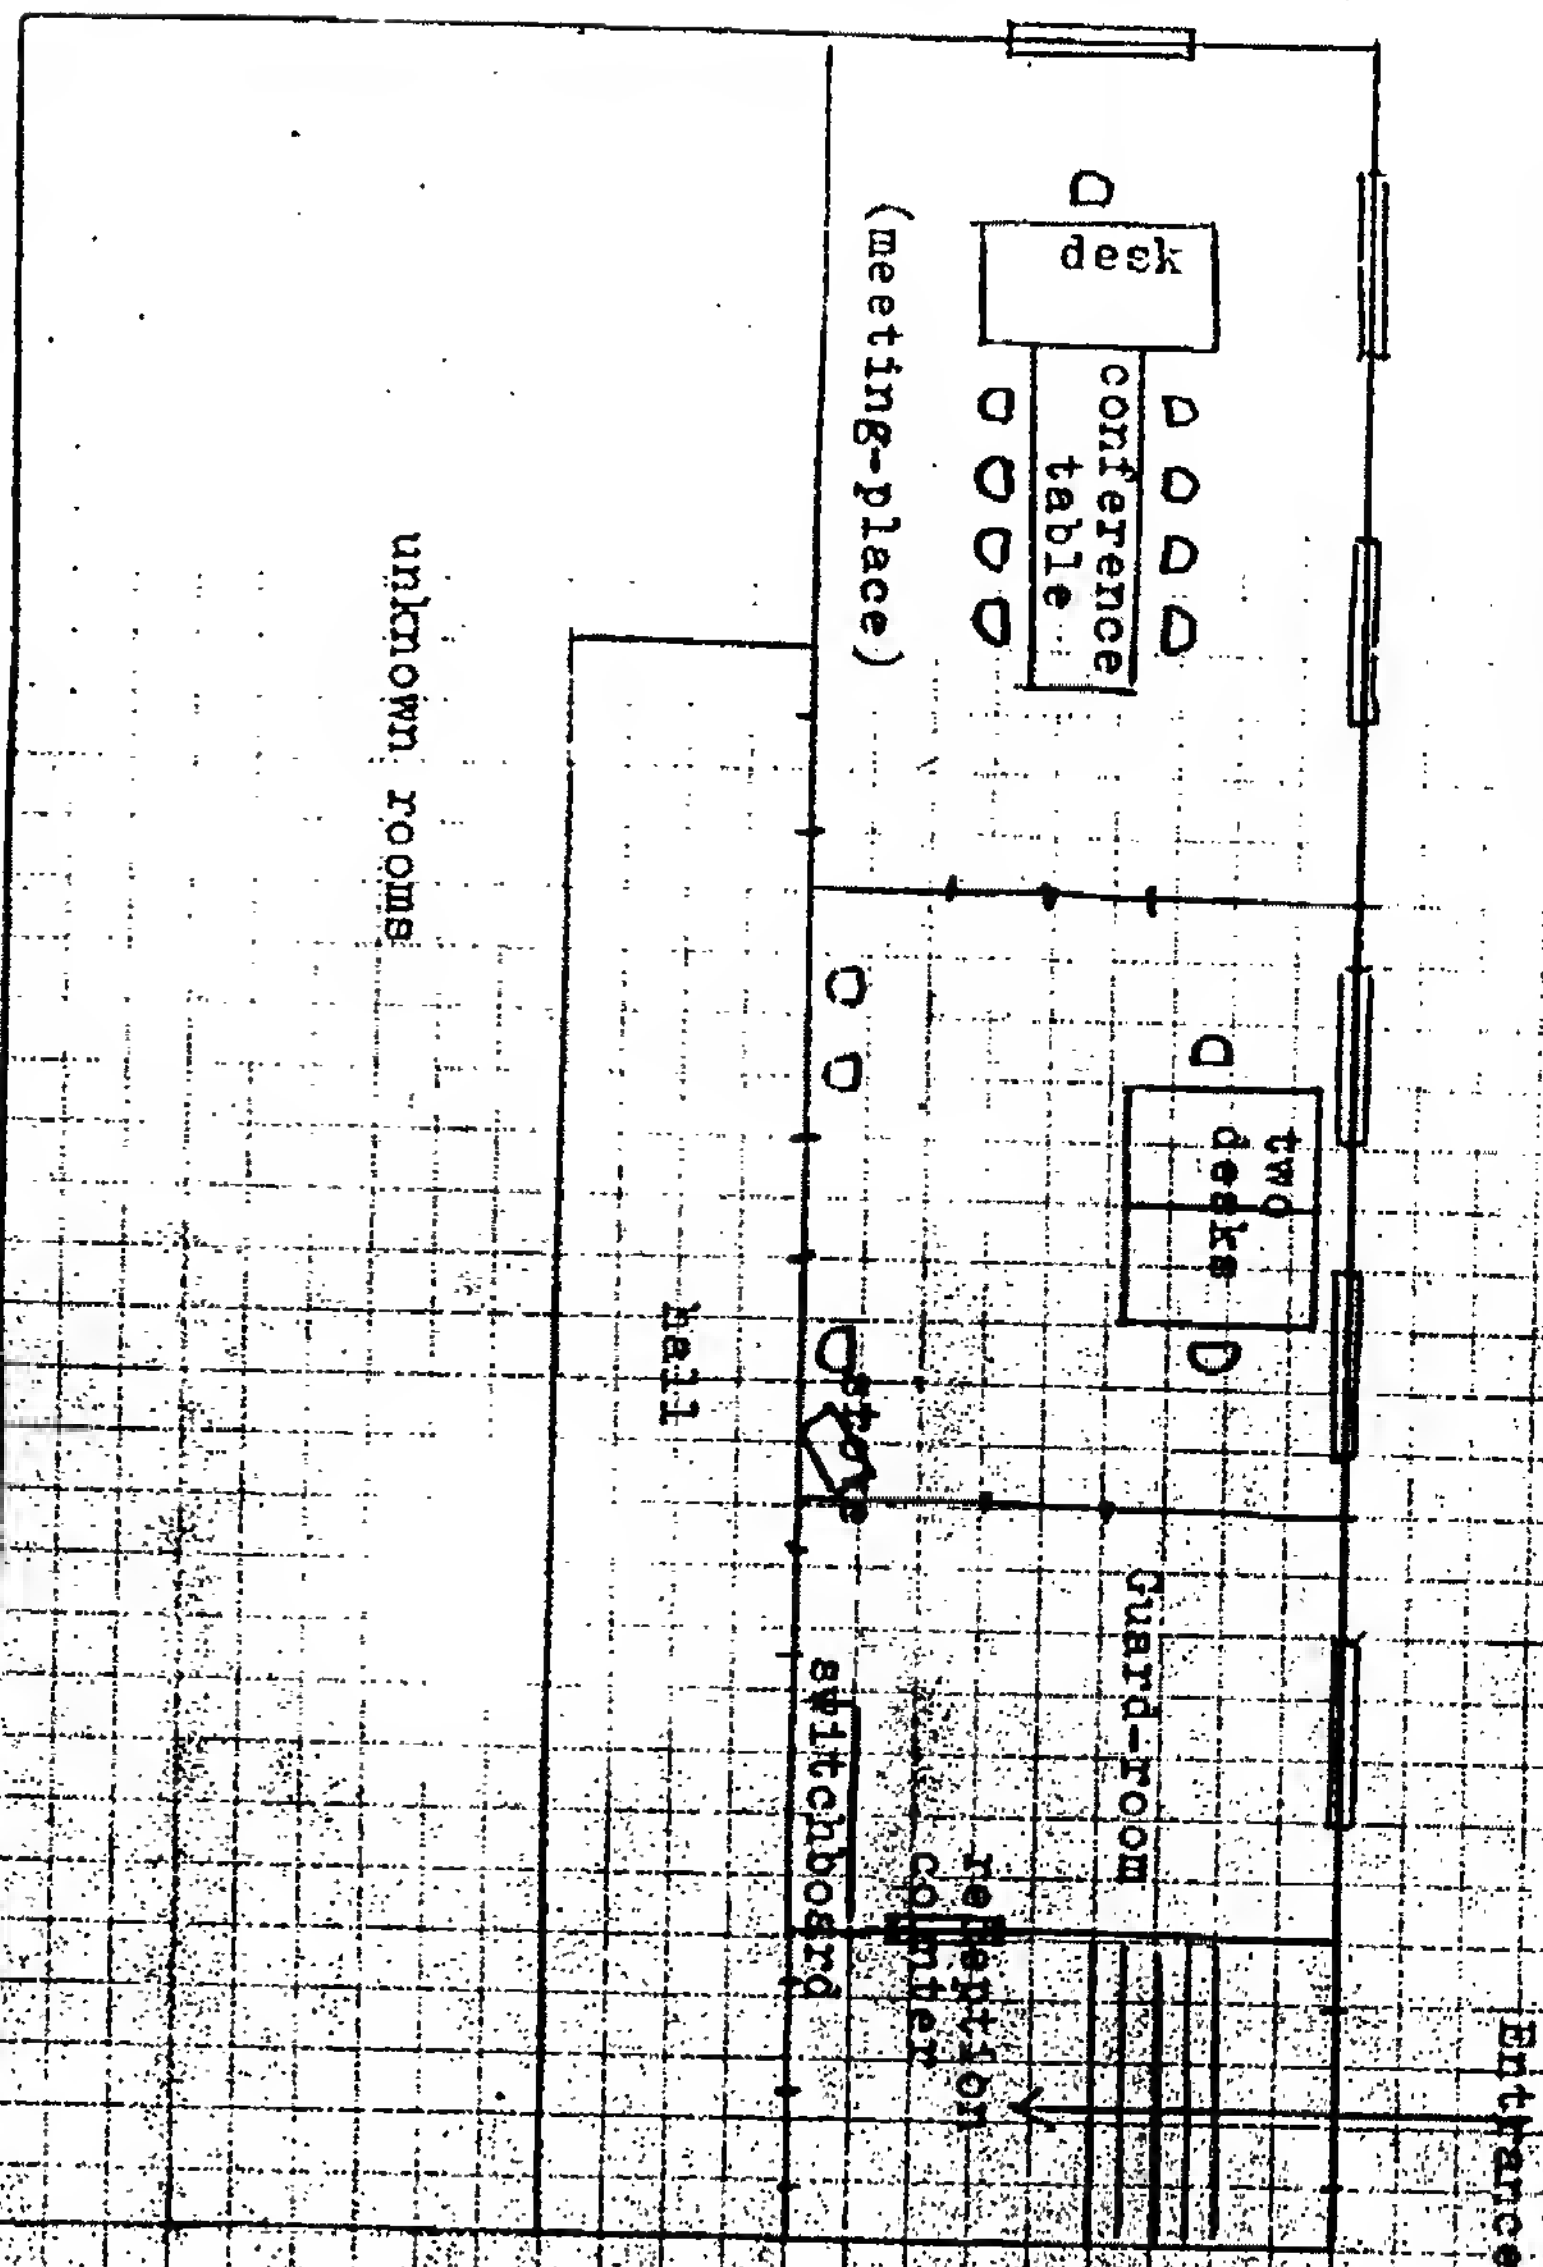 desk
conference
table
(meeting-place)
unknown rooms
two
desks
stove
hall
Guard-room
switchboard
reception
counter
Entrance